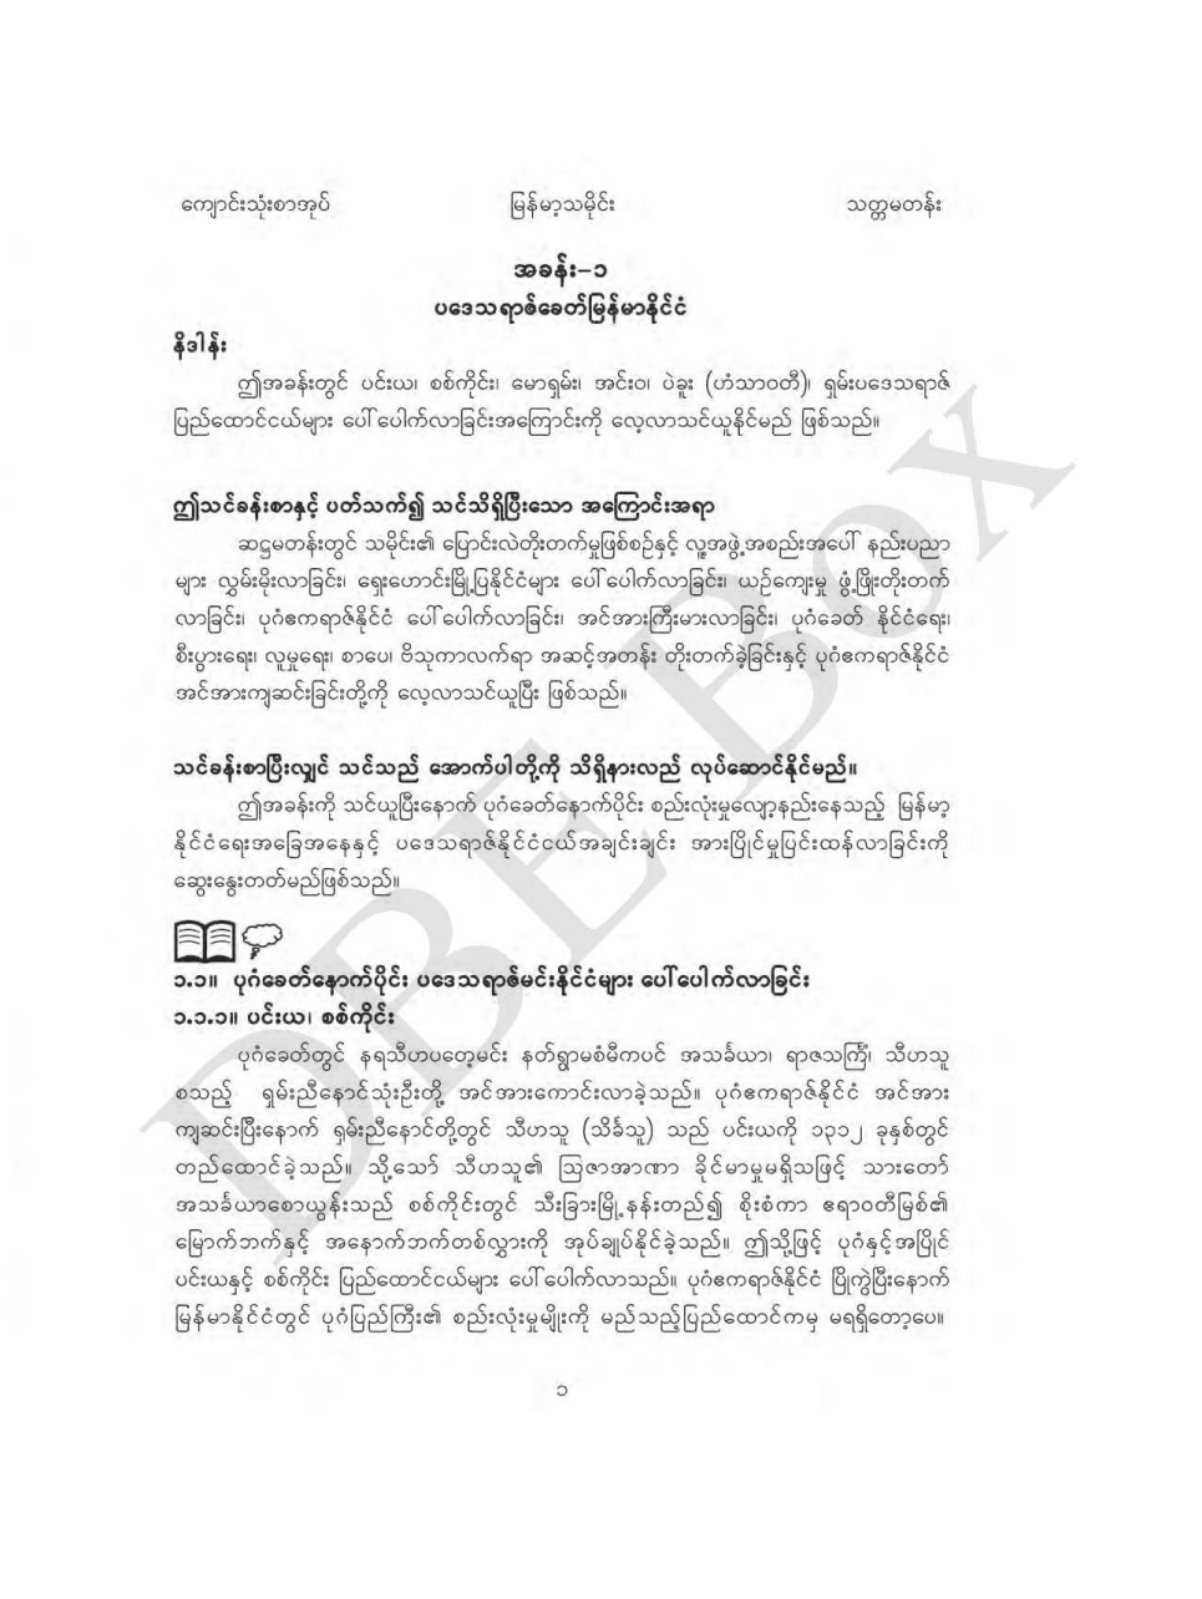 ကျောင်းသုံးစာအုပ် မြန်မာ့သမိုင်း သတ္တမတန်း
အခန်း-၁
ပဒေသရာဇ်ခေတ်မြန်မာနိုင်ငံ
နိဒါန်း
ဤအခန်းတွင် ပင်းယ၊ စစ်ကိုင်း၊ မောရှမ်း၊ အင်းဝ၊ ပဲခူး (ဟံသာဝတီ)၊ ရှမ်းပဒေသရာဇ်
ပြည်ထောင်ငယ်များ ပေါ်ပေါက်လာခြင်းအကြောင်းကို လေ့လာသင်ယူနိုင်မည် ဖြစ်သည်။
ဤသင်ခန်းစာနှင့် ပတ်သက်၍ သင်သိရှိပြီးသော အကြောင်းအရာ
ဆဋ္ဌမတန်းတွင် သမိုင်း၏ ပြောင်းလဲတိုးတက်မှုဖြစ်စဉ်နှင့် လူ့အဖွဲ့အစည်းအပေါ် နည်းပညာ
များ လွှမ်းမိုးလာခြင်း၊ ရှေးဟောင်းမြို့ပြနိုင်ငံများ ပေါ်ပေါက်လာခြင်း၊ ယဉ်ကျေးမှု ဖွံ့ဖြိုးတိုးတက်
လာခြင်း၊ ပုဂံဧကရာဇ်နိုင်ငံ ပေါ်ပေါက်လာခြင်း၊ အင်အားကြီးမားလာခြင်း၊ ပုဂံခေတ် နိုင်ငံရေး၊
စီးပွားရေး၊ လူမှုရေး၊ စာပေ၊ ဗိသုကာလက်ရာ အဆင့်အတန်း တိုးတက်ခဲ့ခြင်းနှင့် ပုဂံဧကရာဇ်နိုင်ငံ
အင်အားကျဆင်းခြင်းတို့ကို လေ့လာသင်ယူပြီး ဖြစ်သည်။
သင်ခန်းစာပြီးလျှင် သင်သည် အောက်ပါတို့ကို သိရှိနားလည် လုပ်ဆောင်နိုင်မည်။
ဤအခန်းကို သင်ယူပြီးနောက် ပုဂံခေတ်နောက်ပိုင်း စည်းလုံးမှုလျော့နည်းနေသည့် မြန်မာ့
နိုင်ငံရေးအခြေအနေနှင့် ပဒေသရာဇ်နိုင်ငံငယ်အချင်းချင်း အားပြိုင်မှုပြင်းထန်လာခြင်းကို
ဆွေးနွေးတတ်မည်ဖြစ်သည်။
၁.၁။ ပုဂံခေတ်နောက်ပိုင်း ပဒေသရာဇ်မင်းနိုင်ငံများ ပေါ်ပေါက်လာခြင်း
၁.၁.၁။ ပင်းယ၊ စစ်ကိုင်း
ပုဂံခေတ်တွင် နရသီဟပတေ့မင်း နတ်ရွာမစံမီကပင် အသင်္ခယာ၊ ရာဇသင်္ကြံ၊ သီဟသူ
စသည့် ရှမ်းညီနောင်သုံးဦးတို့ အင်အားကောင်းလာခဲ့သည်။ ပုဂံဧကရာဇ်နိုင်ငံ အင်အား
ကျဆင်းပြီးနောက် ရှမ်းညီနောင်တို့တွင် သီဟသူ (သိင်္ခသူ) သည် ပင်းယကို ၁၃၁၂ ခုနှစ်တွင်
တည်ထောင်ခဲ့သည်။ သို့သော် သီဟသူ၏ သြဇာအာဏာ ခိုင်မာမှုမရှိသဖြင့် သားတော်
အသင်္ခယာစောယွန်းသည် စစ်ကိုင်းတွင် သီးခြားမြို့နန်းတည်၍ စိုးစံကာ ဧရာဝတီမြစ်၏
မြောက်ဘက်နှင့် အနောက်ဘက်တစ်လွှားကို အုပ်ချုပ်နိုင်ခဲ့သည်။ ဤသို့ဖြင့် ပုဂံနှင့်အပြိုင်
ပင်းယနှင့် စစ်ကိုင်း ပြည်ထောင်ငယ်များ ပေါ်ပေါက်လာသည်။ ပုဂံဧကရာဇ်နိုင်ငံ ပြိုကွဲပြီးနောက်
မြန်မာနိုင်ငံတွင် ပုဂံပြည်ကြီး၏ စည်းလုံးမှုမျိုးကို မည်သည့်ပြည်ထောင်ကမှ မရရှိတော့ပေ။
၁
DBE Box